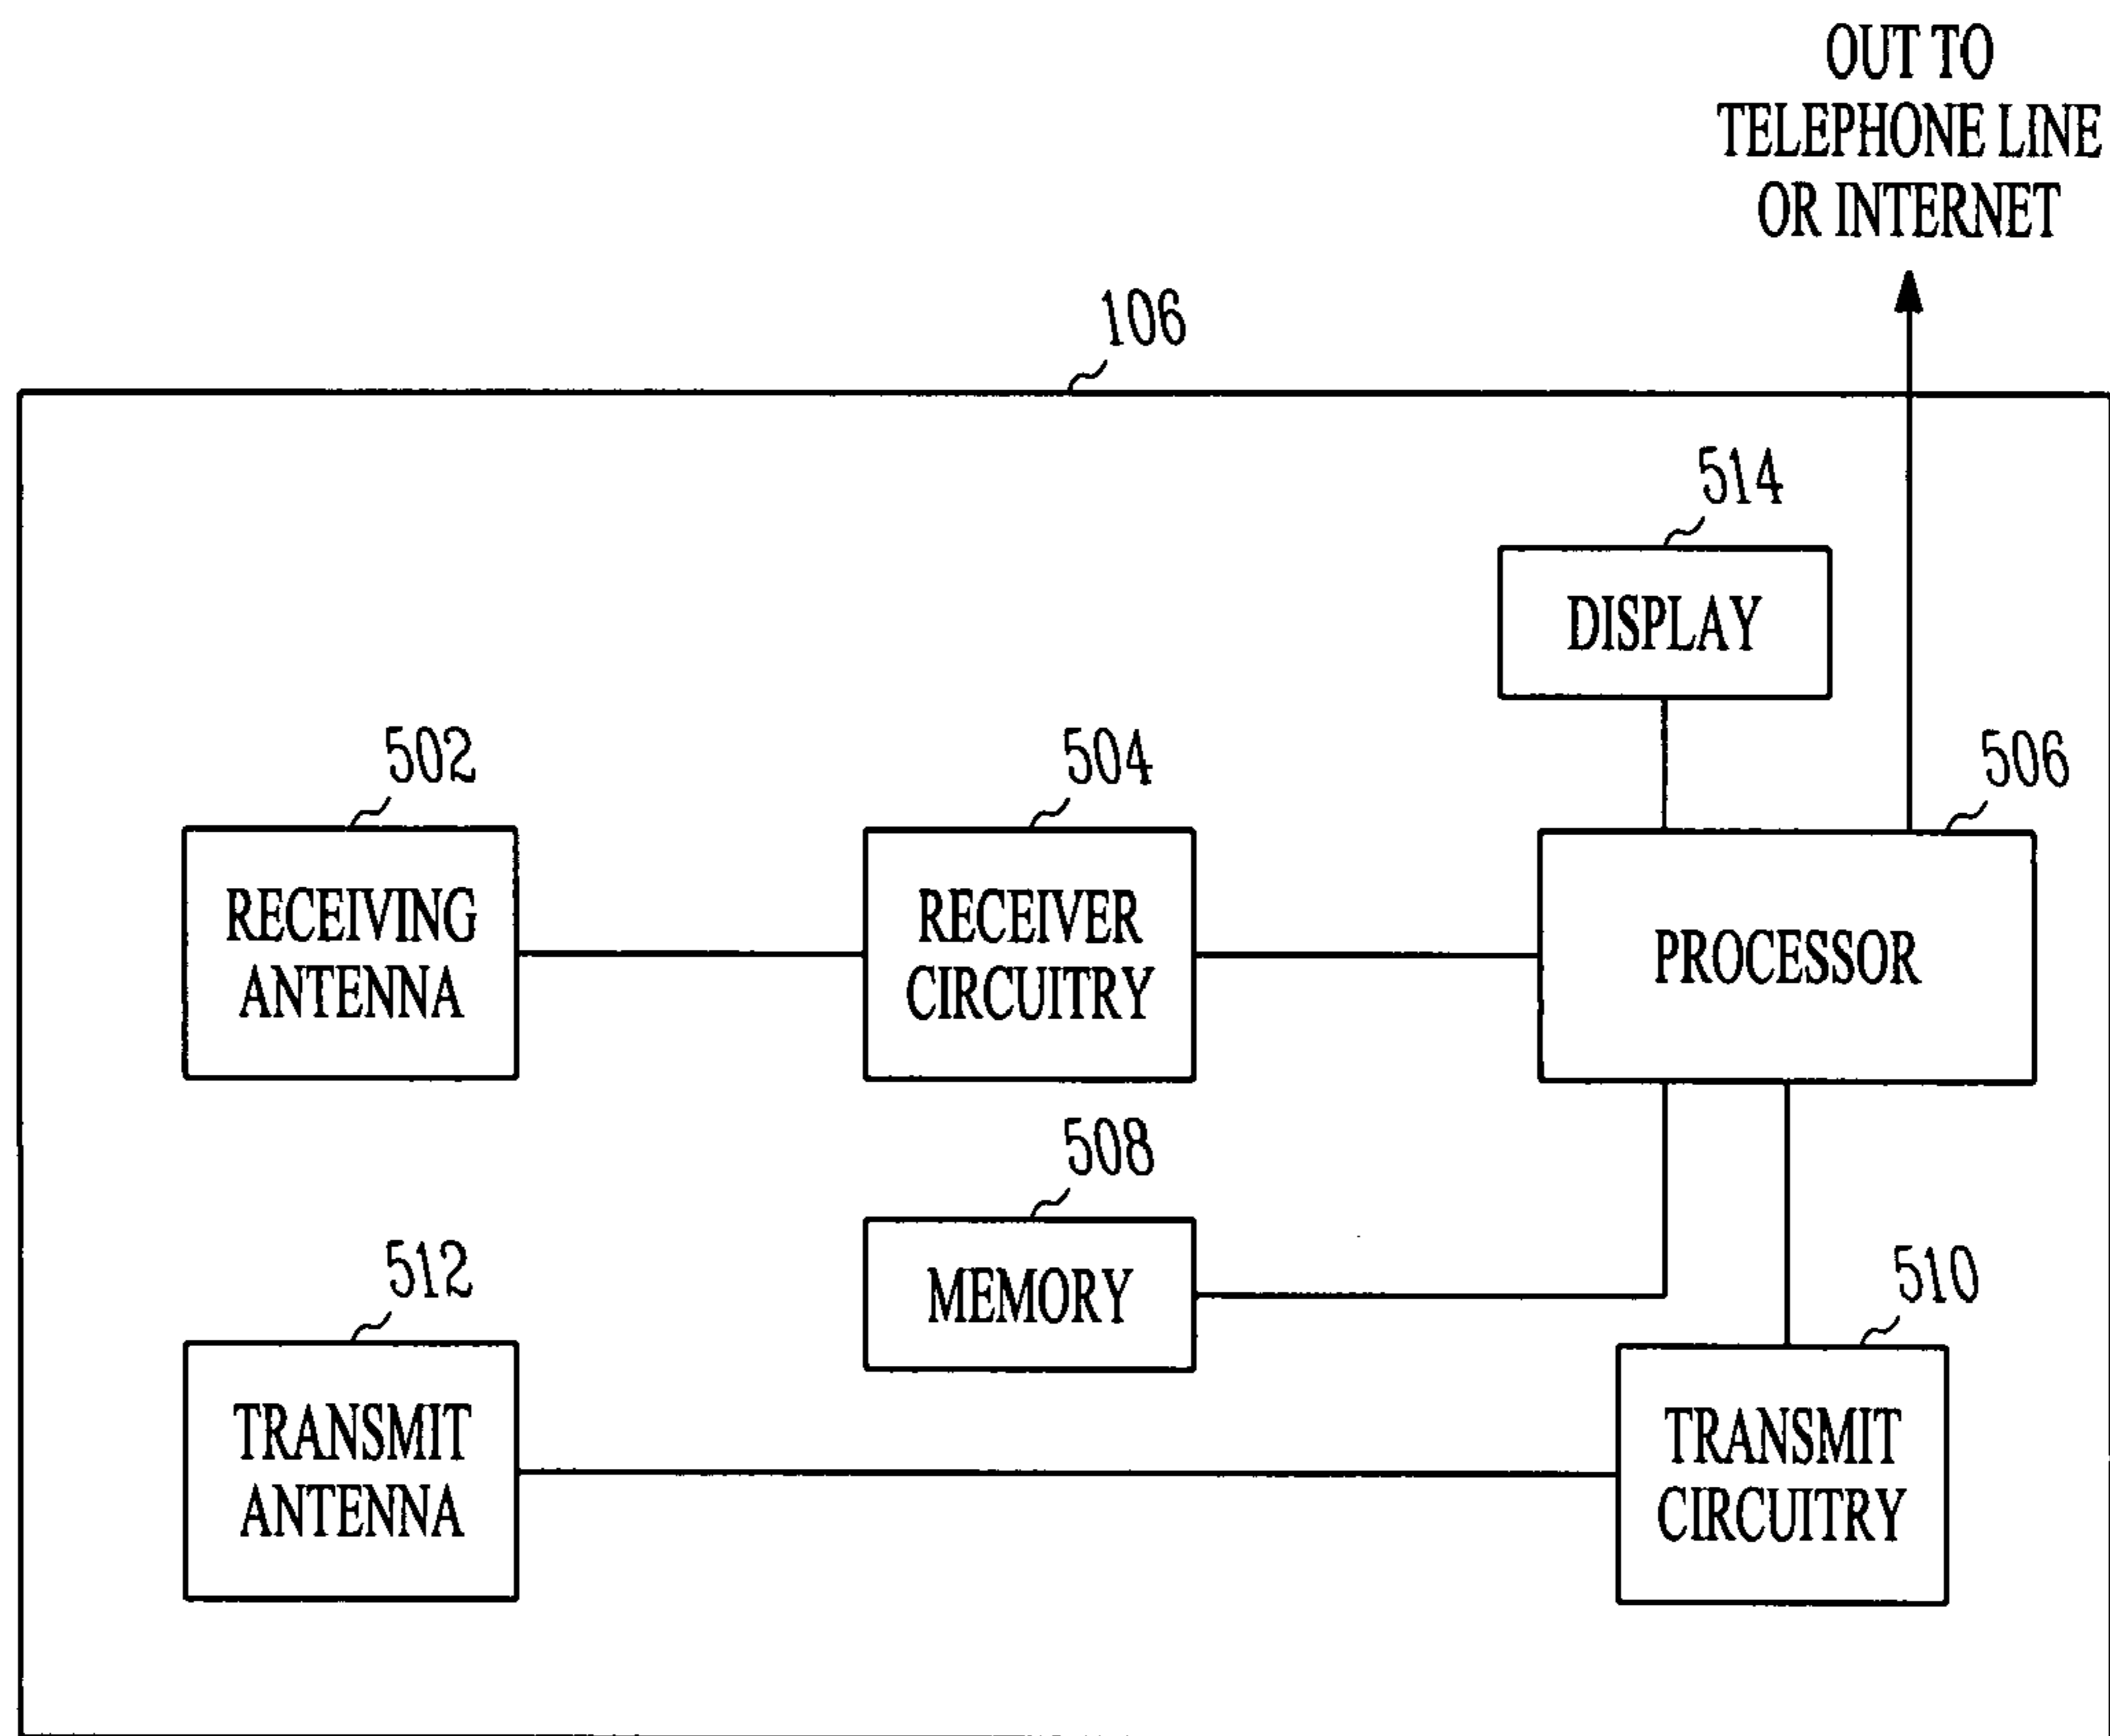 OUT TO
TELEPHONE LINE
OR INTERNET
106
514
DISPLAY
502
504
506
RECEIVING
ANTENNA
RECEIVER
CIRCUITRY
PROCESSOR
508
MEMORY
512
510
TRANSMIT
ANTENNA
TRANSMIT
CIRCUITRY